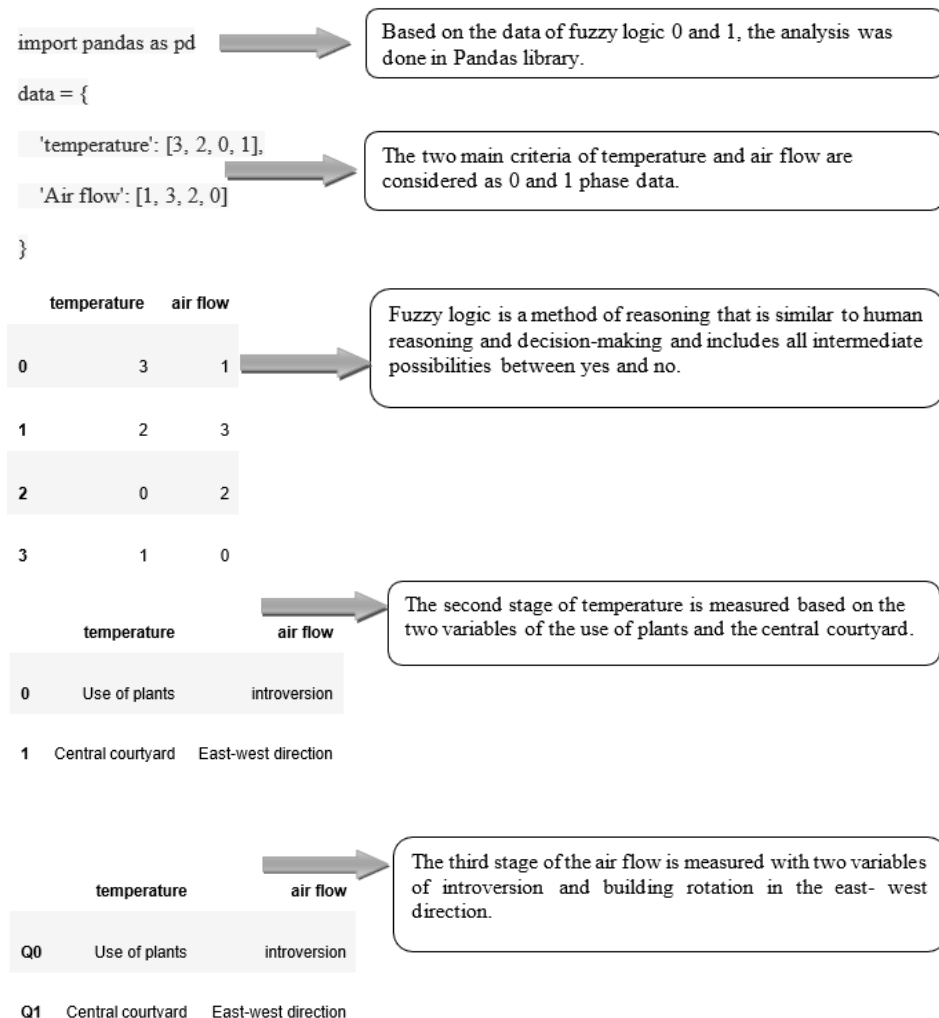 import pandas as pd
Based on the data of fuzzy logic 0 and 1, the analysis was
done in Pandas library.
data = {
'temperature': [3, 2, 0, 1],
'Air flow': [1, 3, 2, 0]
}
The two main criteria of temperature and air flow are
considered as 0 and 1 phase data.
temperature air flow
0 3 1
1 2 3
2 0 2
3 1 0
Fuzzy logic is a method of reasoning that is similar to human
reasoning and decision-making and includes all intermediate
possibilities between yes and no.
The second stage of temperature is measured based on the
two variables of the use of plants and the central courtyard.
temperature air flow
0 Use of plants introversion
1 Central courtyard East-west direction
The third stage of the air flow is measured with two variables
of introversion and building rotation in the east- west
direction.
temperature air flow
Q0 Use of plants introversion
Q1 Central courtyard East-west direction